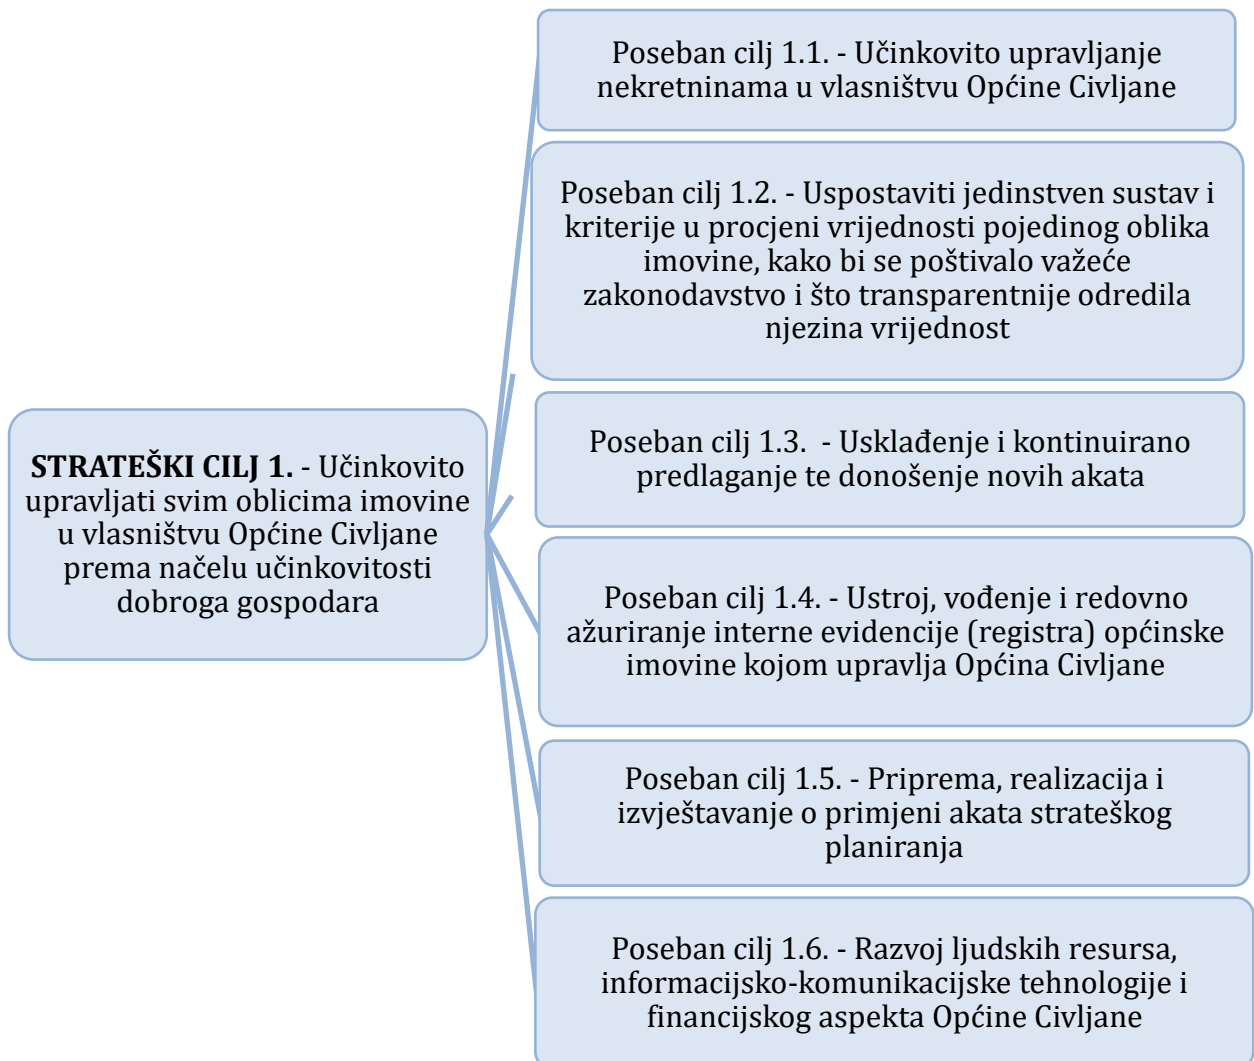 STRATEŠKI CILJ 1. - Učinkovito
upravljati svim oblicima imovine
u vlasništvu Općine Civljane
prema načelu učinkovitosti
dobroga gospodara
Poseban cilj 1.1. - Učinkovito upravljanje
nekretninama u vlasništvu Općine Civljane
Poseban cilj 1.2. - Uspostaviti jedinstven sustav i
kriterije u procjeni vrijednosti pojedinog oblika
imovine, kako bi se poštivalo važeće
zakonodavstvo i što transparentnije odredila
njezina vrijednost
Poseban cilj 1.3.  - Usklađenje i kontinuirano
predlaganje te donošenje novih akata
Poseban cilj 1.4. - Ustroj, vođenje i redovno
ažuriranje interne evidencije (registra) općinske
imovine kojom upravlja Općina Civljane
Poseban cilj 1.5. - Priprema, realizacija i
izvještavanje o primjeni akata strateškog
planiranja
Poseban cilj 1.6. - Razvoj ljudskih resursa,
informacijsko-komunikacijske tehnologije i
financijskog aspekta Općine Civljane